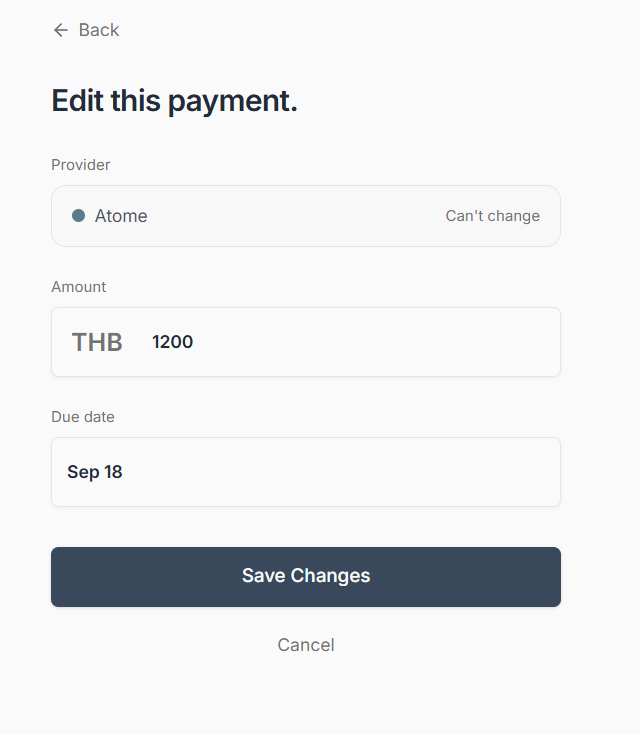 Back
Edit this payment.
Provider
Atome Can't change
Amount
THB 1200
Due date
Sep 18
Save Changes
Cancel